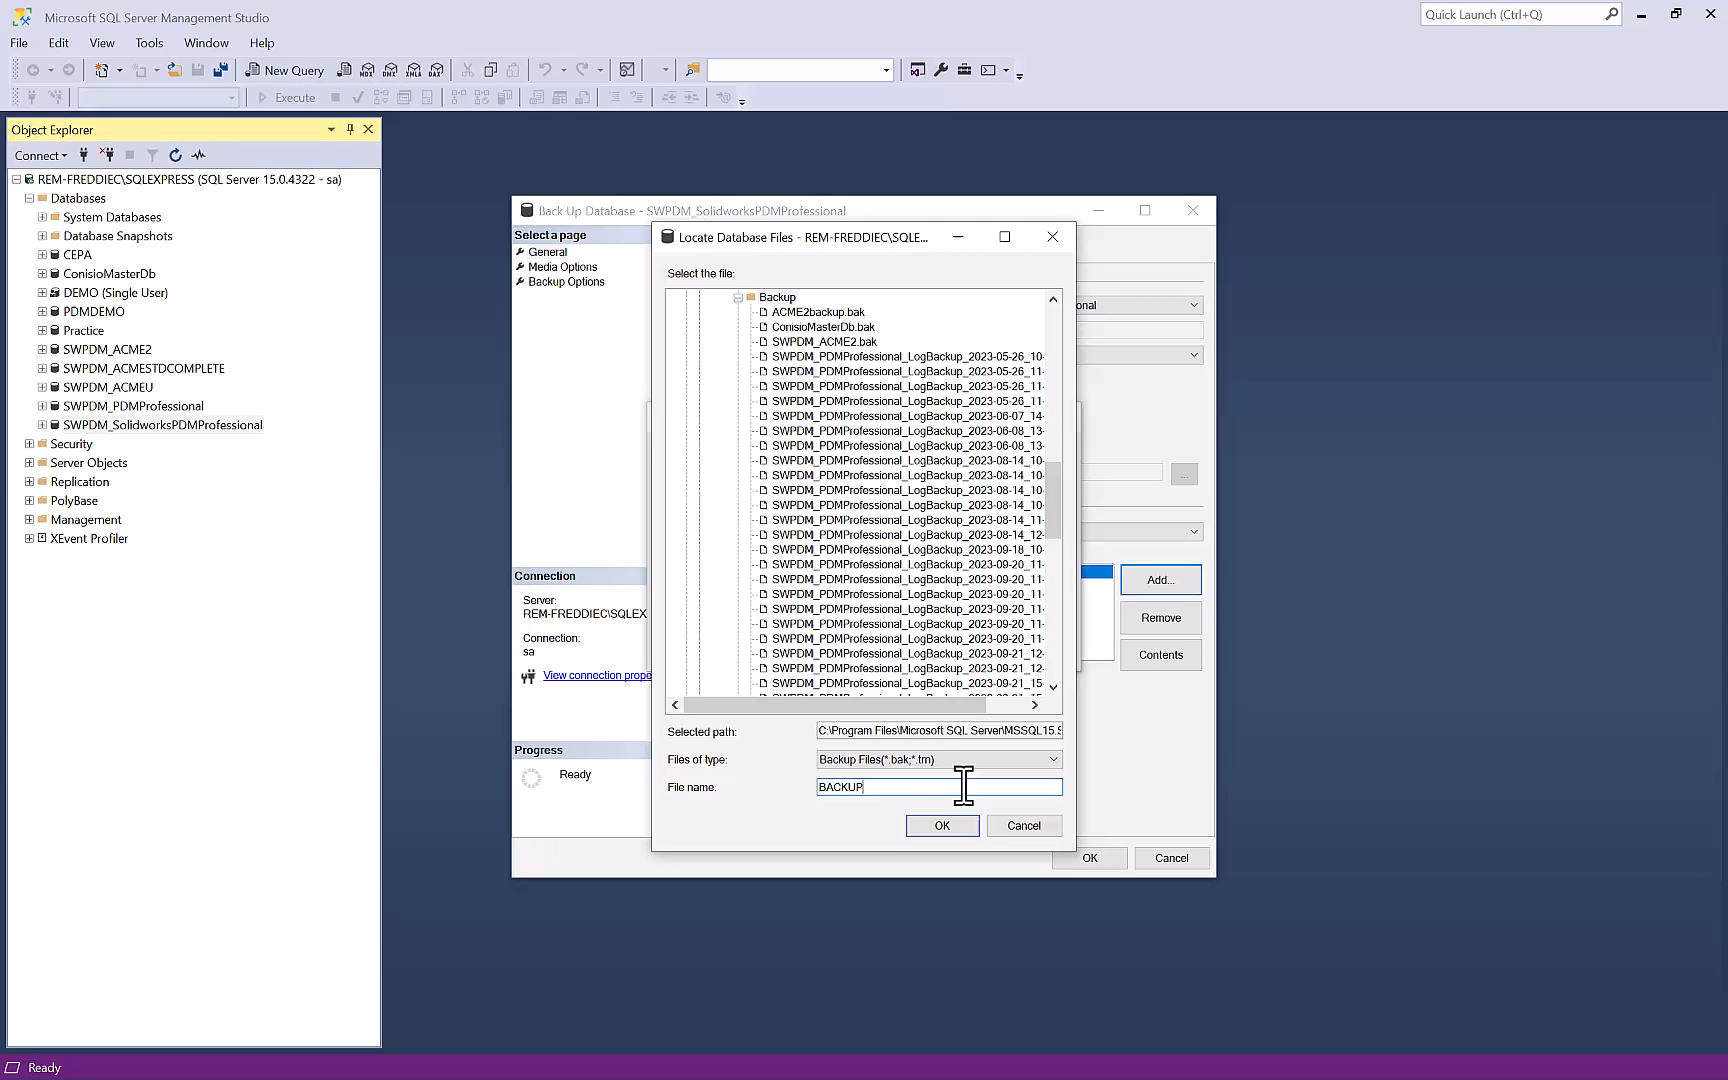 Microsoft SQL Server Management Studio
Quick Launch (Ctrl+Q)
File Edit View Tools Window Help
New Query
MDX DMX XMLA DAX
Execute
Object Explorer
Connect
REM-FREDDIEC\SQLEXPRESS (SQL Server 15.0.4322 - sa)
Databases
System Databases
Database Snapshots
CEPA
ConisioMasterDb
DEMO (Single User)
PDMDEMO
Practice
SWPDM_ACME2
SWPDM_ACMESTDCOMPLETE
SWPDM_ACMEU
SWPDM_PDMProfessional
SWPDM_SolidworksPDMProfessional
Security
Server Objects
Replication
PolyBase
Management
XEvent Profiler
Back Up Database - SWPDM_SolidworksPDMProfessional
Select a page
General
Media Options
Backup Options
Connection
Server:
REM-FREDDIEC\SQLEX
Connection:
sa
View connection prope
Progress
Ready
Locate Database Files - REM-FREDDIEC\SQLE...
Select the file:
Backup
ACME2backup.bak
ConisioMasterDb.bak
SWPDM_ACME2.bak
SWPDM_PDMProfessional_LogBackup_2023-05-26_10-
SWPDM_PDMProfessional_LogBackup_2023-05-26_11-
SWPDM_PDMProfessional_LogBackup_2023-05-26_11-
SWPDM_PDMProfessional_LogBackup_2023-05-26_11-
SWPDM_PDMProfessional_LogBackup_2023-06-07_14-
SWPDM_PDMProfessional_LogBackup_2023-06-08_13-
SWPDM_PDMProfessional_LogBackup_2023-06-08_13-
SWPDM_PDMProfessional_LogBackup_2023-08-14_10-
SWPDM_PDMProfessional_LogBackup_2023-08-14_10-
SWPDM_PDMProfessional_LogBackup_2023-08-14_10-
SWPDM_PDMProfessional_LogBackup_2023-08-14_10-
SWPDM_PDMProfessional_LogBackup_2023-08-14_11-
SWPDM_PDMProfessional_LogBackup_2023-08-14_12-
SWPDM_PDMProfessional_LogBackup_2023-09-18_10-
SWPDM_PDMProfessional_LogBackup_2023-09-20_11-
SWPDM_PDMProfessional_LogBackup_2023-09-20_11-
SWPDM_PDMProfessional_LogBackup_2023-09-20_11-
SWPDM_PDMProfessional_LogBackup_2023-09-20_11-
SWPDM_PDMProfessional_LogBackup_2023-09-20_11-
SWPDM_PDMProfessional_LogBackup_2023-09-20_11-
SWPDM_PDMProfessional_LogBackup_2023-09-21_12-
SWPDM_PDMProfessional_LogBackup_2023-09-21_12-
SWPDM_PDMProfessional_LogBackup_2023-09-21_15-
Selected path: C:\Program Files\Microsoft SQL Server\MSSQL15.S
Files of type: Backup Files(*.bak;*.trn)
File name: BACKUP
OK Cancel
onal
...
Add...
Remove
Contents
OK Cancel
Ready